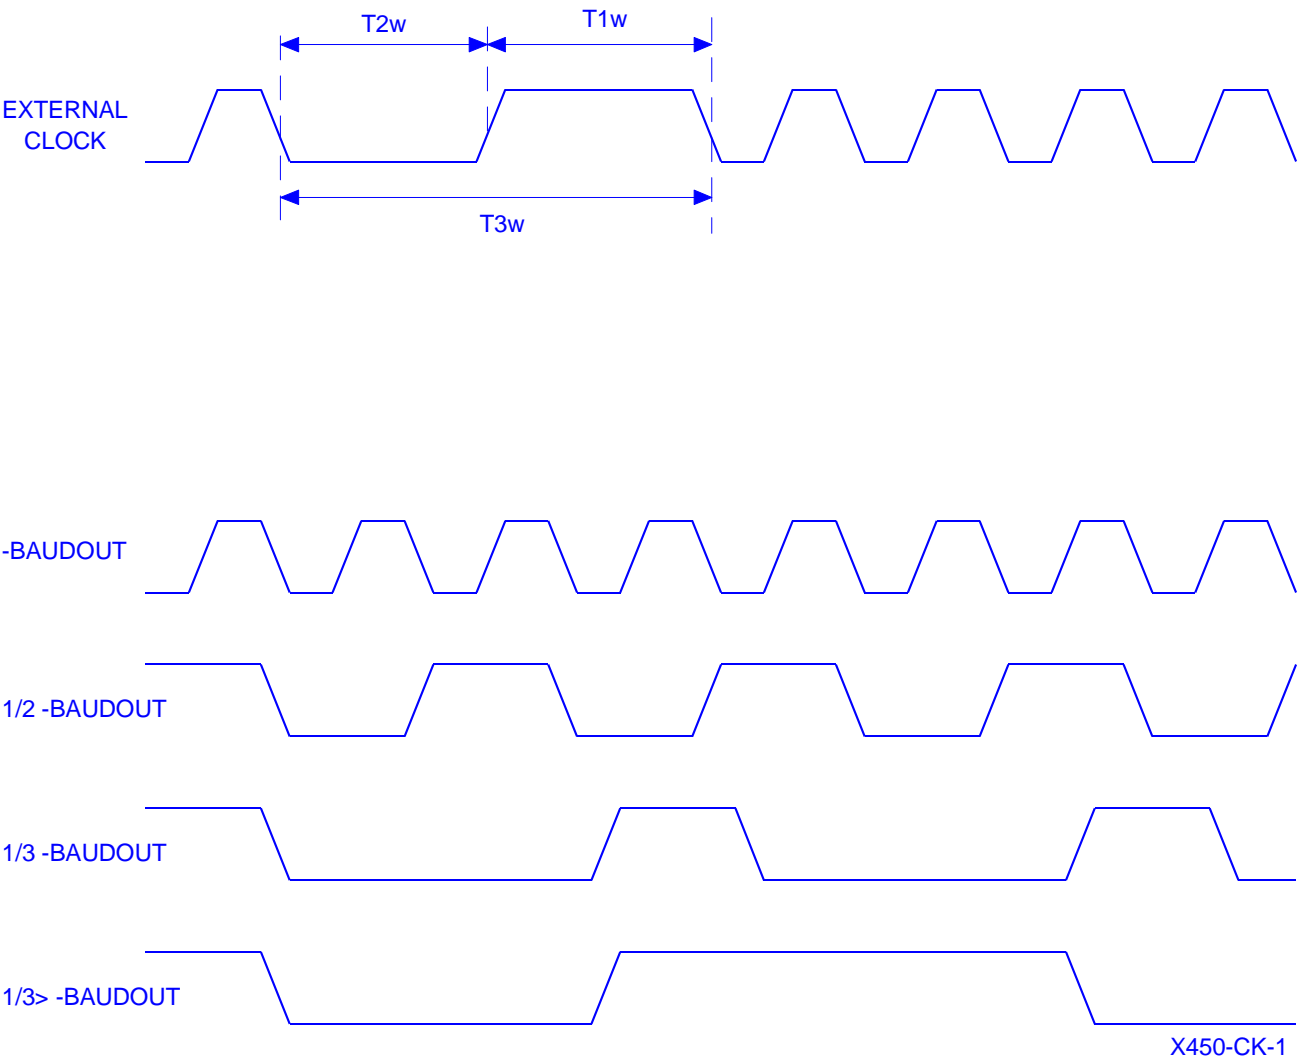 T2w
T1w
EXTERNAL
CLOCK
T3w
-BAUDOUT
1/2 -BAUDOUT
1/3 -BAUDOUT
1/3> -BAUDOUT
X450-CK-1